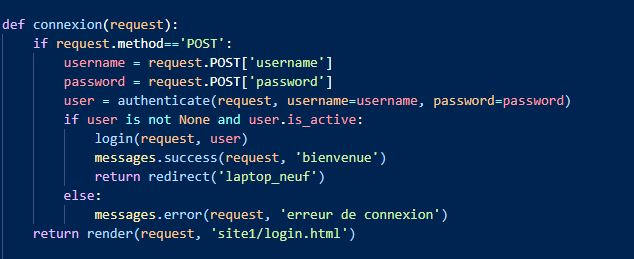 def connexion(request):
    if request.method=='POST':
        username = request.POST['username']
        password = request.POST['password']
        user = authenticate(request, username=username, password=password)
        if user is not None and user.is_active:
            login(request, user)
            messages.success(request, 'bienvenue')
            return redirect('laptop_neuf')
        else:
            messages.error(request, 'erreur de connexion')
    return render(request, 'site1/login.html')